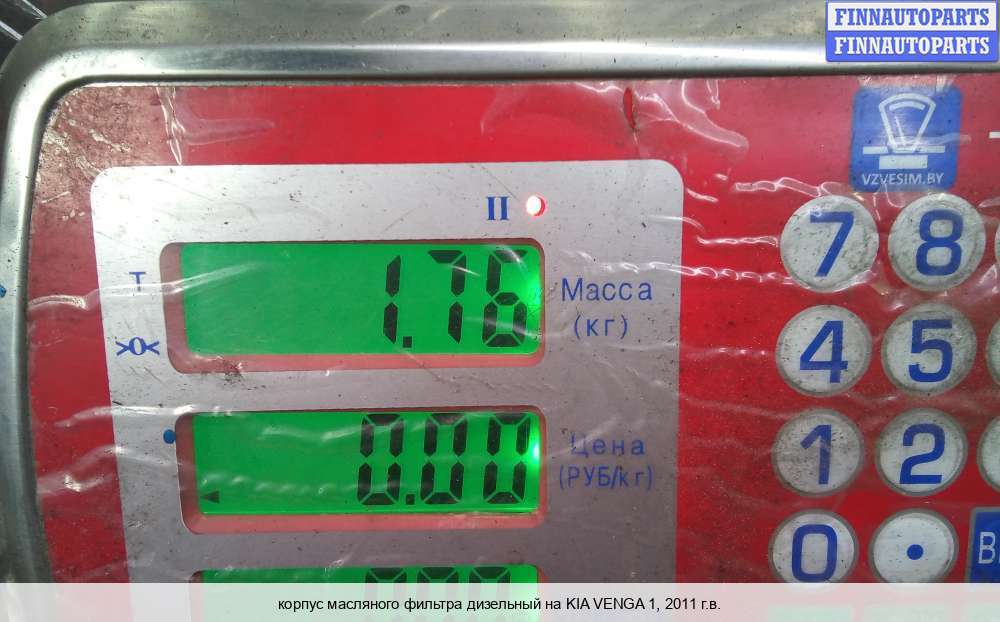 FINNAUTOPARTS
FINNAUTOPARTS
VZVESIM.BY
II
7 8
T
1.76
Масса
(кг)
>0<
4 5
0.00
Цена
(РУБ/кг)
1 2
0 .
корпус масляного фильтра дизельный на KIA VENGA 1, 2011 г.в.